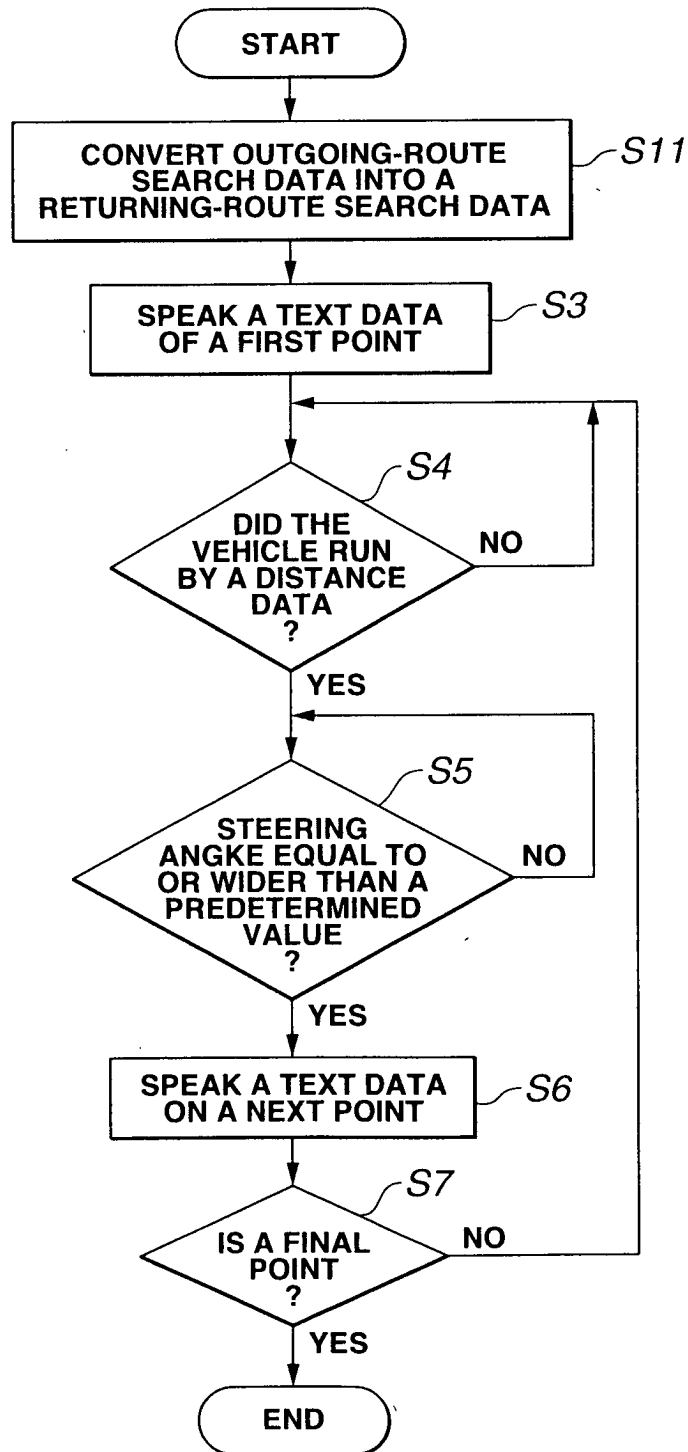 START
CONVERT OUTGOING-ROUTE
SEARCH DATA INTO A
RETURNING-ROUTE SEARCH DATA
S11
SPEAK A TEXT DATA
OF A FIRST POINT
S3
S4
DID THE
VEHICLE RUN
BY A DISTANCE
DATA
?
NO
YES
S5
STEERING
ANGKE EQUAL TO
OR WIDER THAN A
PREDETERMINED
VALUE
?
NO
YES
SPEAK A TEXT DATA
ON A NEXT POINT
S6
S7
IS A FINAL
POINT
?
NO
YES
END